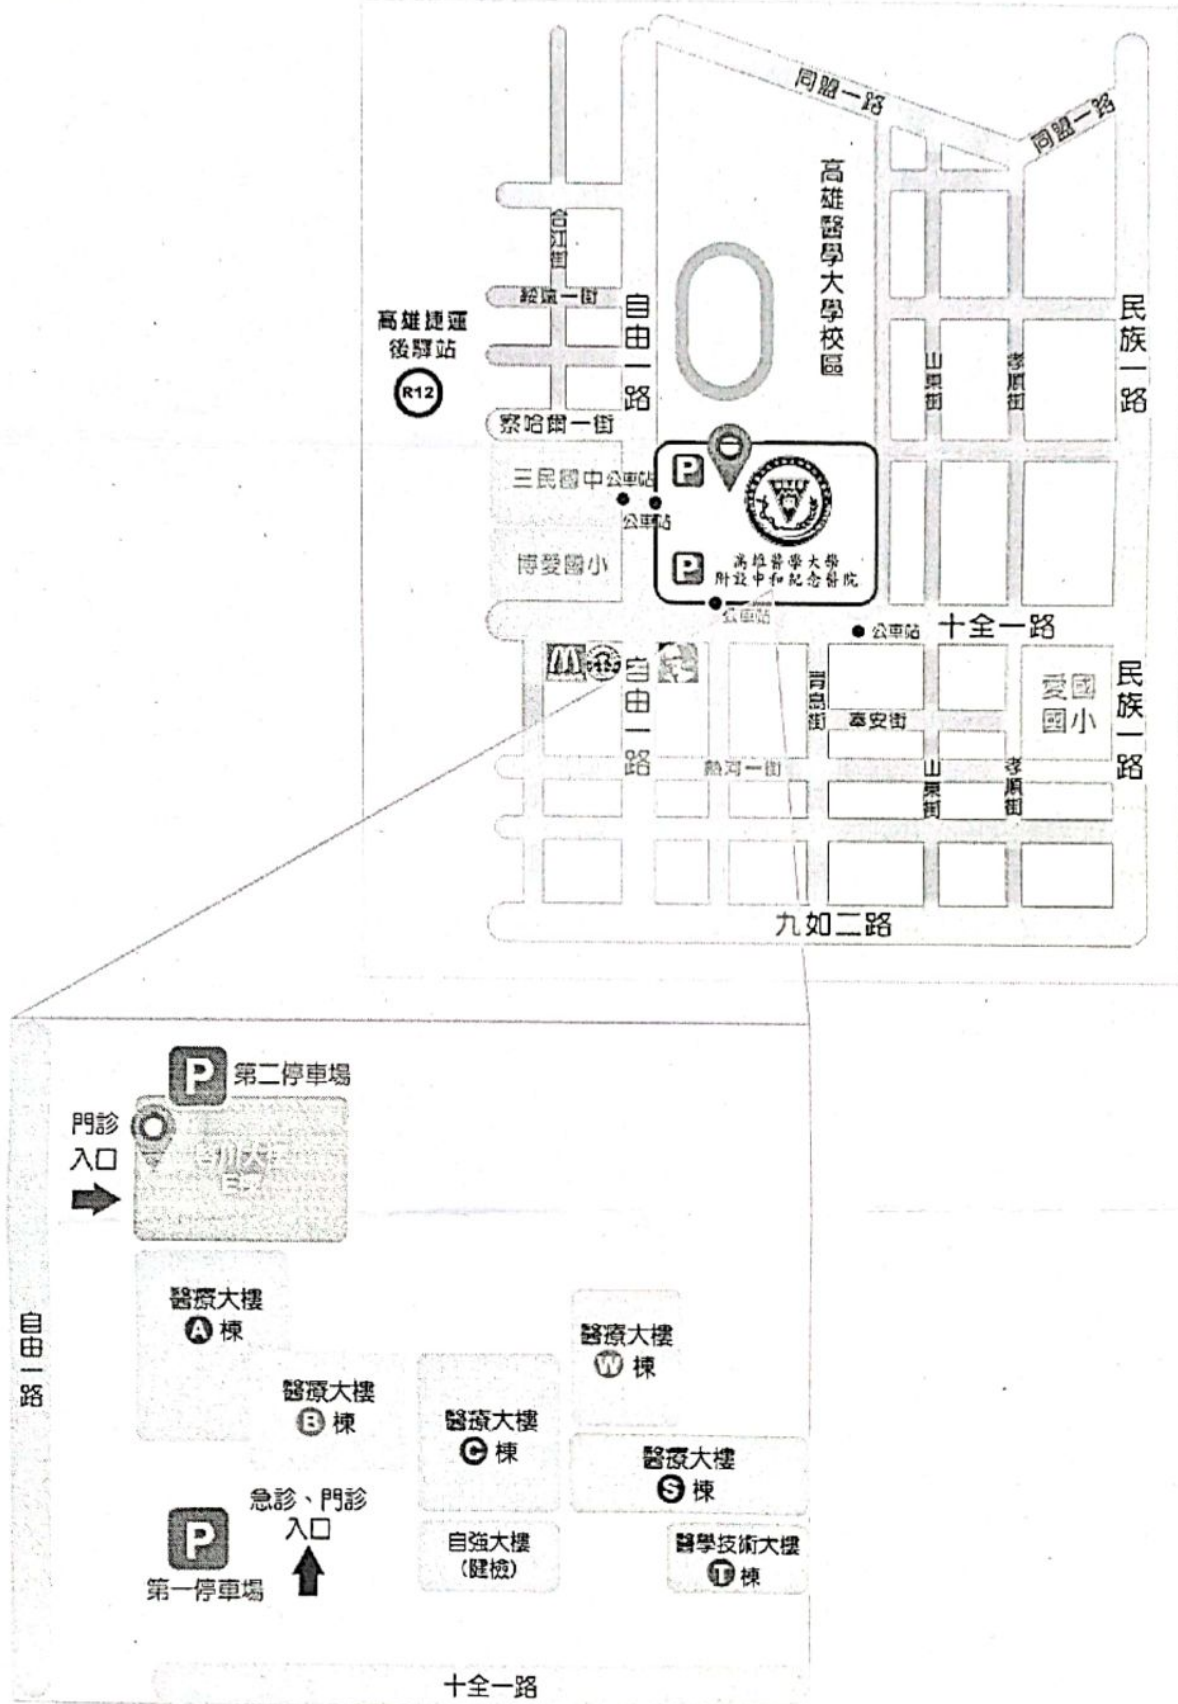 同盟一路
同盟一路
高雄醫學大學校區
合江街
綏遠一街
自由一路
民族一路
高雄捷運
後驛站
R12
山東街
孝順街
察哈爾一街
三民國中
公車站
公車站
P
博愛國小
P
高雄醫學大學
附設中和紀念醫院
公車站
公車站
十全一路
自由一路
青島街
愛國
國小
民族一路
熱河一街
山東街
孝順街
九如二路
P 第二停車場
門診
入口
醫療大樓
A 棟
自由一路
醫療大樓
W 棟
醫療大樓
B 棟
醫療大樓
C 棟
醫療大樓
S 棟
急診、門診
入口
P
第一停車場
自強大樓
(健檢)
醫學技術大樓
T 棟
十全一路